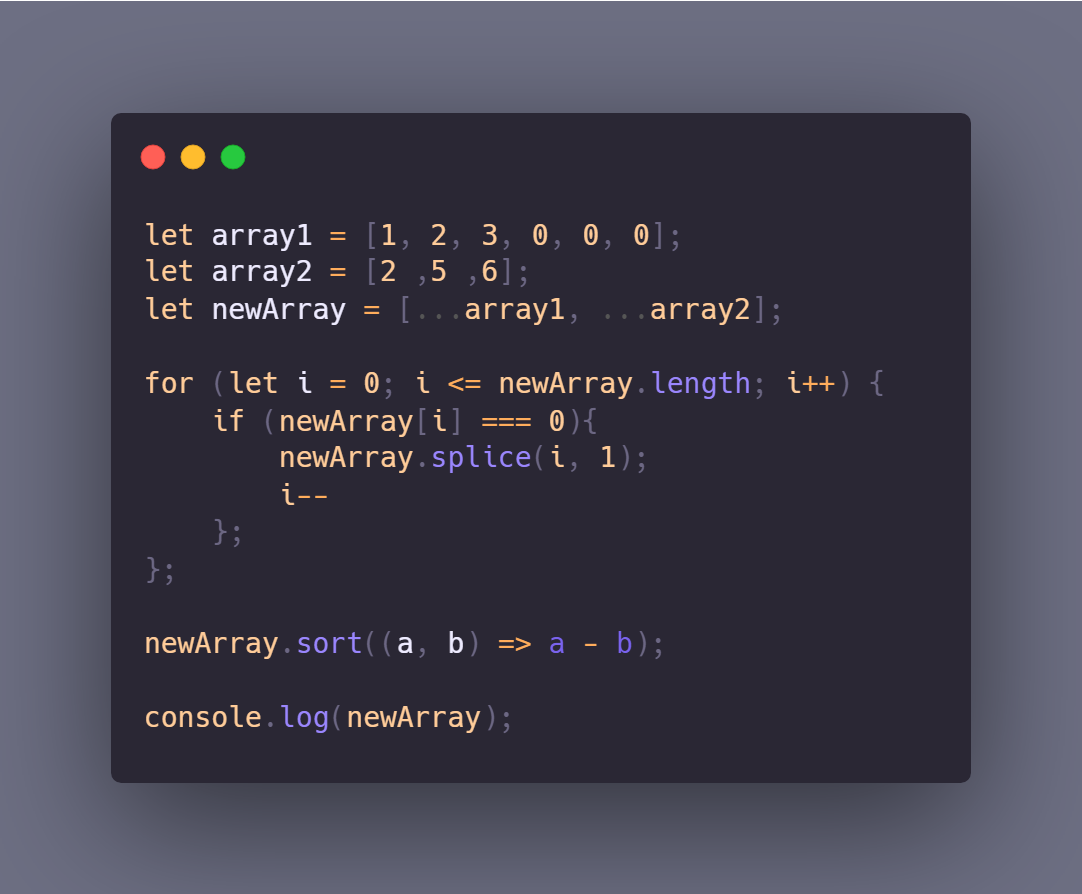 let array1 = [1, 2, 3, 0, 0, 0];
let array2 = [2 ,5 ,6];
let newArray = [...array1, ...array2];

for (let i = 0; i <= newArray.length; i++) {
    if (newArray[i] === 0){
        newArray.splice(i, 1);
        i--
    };
};

newArray.sort((a, b) => a - b);

console.log(newArray);